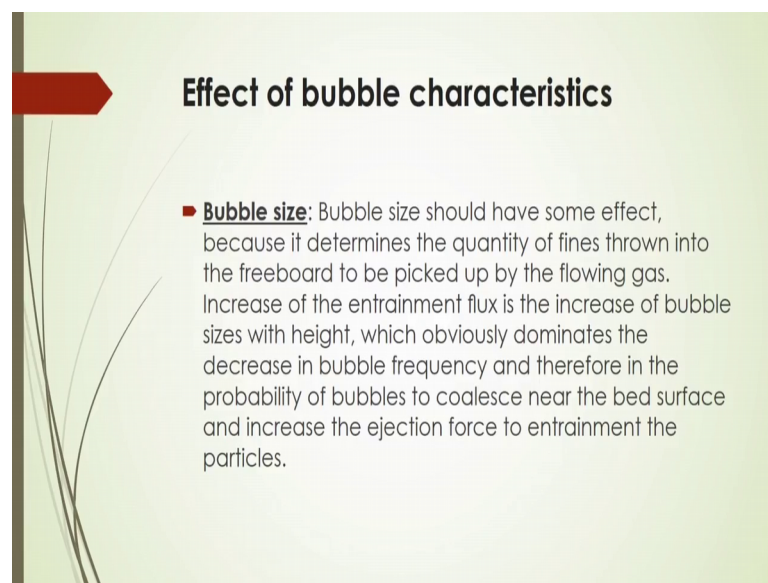 Effect of bubble characteristics
Bubble size: Bubble size should have some effect,
because it determines the quantity of fines thrown into
the freeboard to be picked up by the flowing gas.
Increase of the entrainment flux is the increase of bubble
sizes with height, which obviously dominates the
decrease in bubble frequency and therefore in the
probability of bubbles to coalesce near the bed surface
and increase the ejection force to entrainment the
particles.